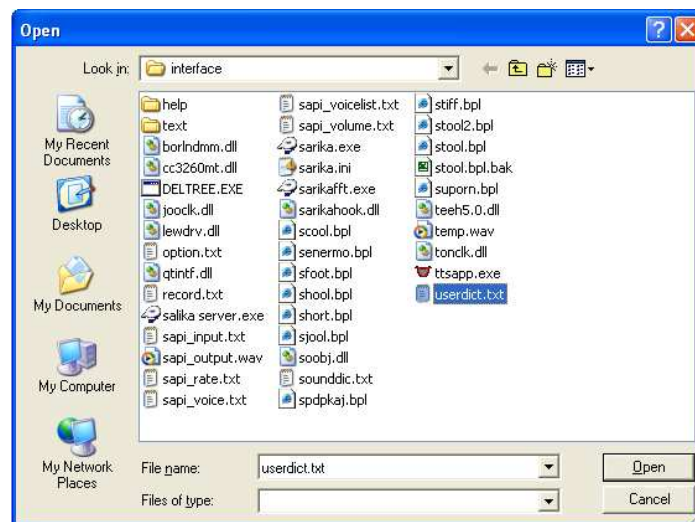 Open
Look in:
interface
My Recent
Documents
Desktop
My Documents
My Computer
My Network
Places
help
text
borlndmm.dll
cc3260mt.dll
DELTREE.EXE
jooclk.dll
lewdrv.dll
option.txt
qtintf.dll
record.txt
salika server.exe
sapi_input.txt
sapi_output.wav
sapi_rate.txt
sapi_voice.txt
sapi_voicelist.txt
sapi_volume.txt
sarika.exe
sarika.ini
sarikafft.exe
sarikahook.dll
scool.bpl
senermo.bpl
sfoot.bpl
shool.bpl
short.bpl
sjool.bpl
soobj.dll
sounddic.txt
spdpkaj.bpl
stiff.bpl
stool2.bpl
stool.bpl
stool.bpl.bak
suporn.bpl
teeh5.0.dll
temp.wav
tonclk.dll
ttsapp.exe
userdict.txt
File name:
userdict.txt
Open
Files of type:
Cancel